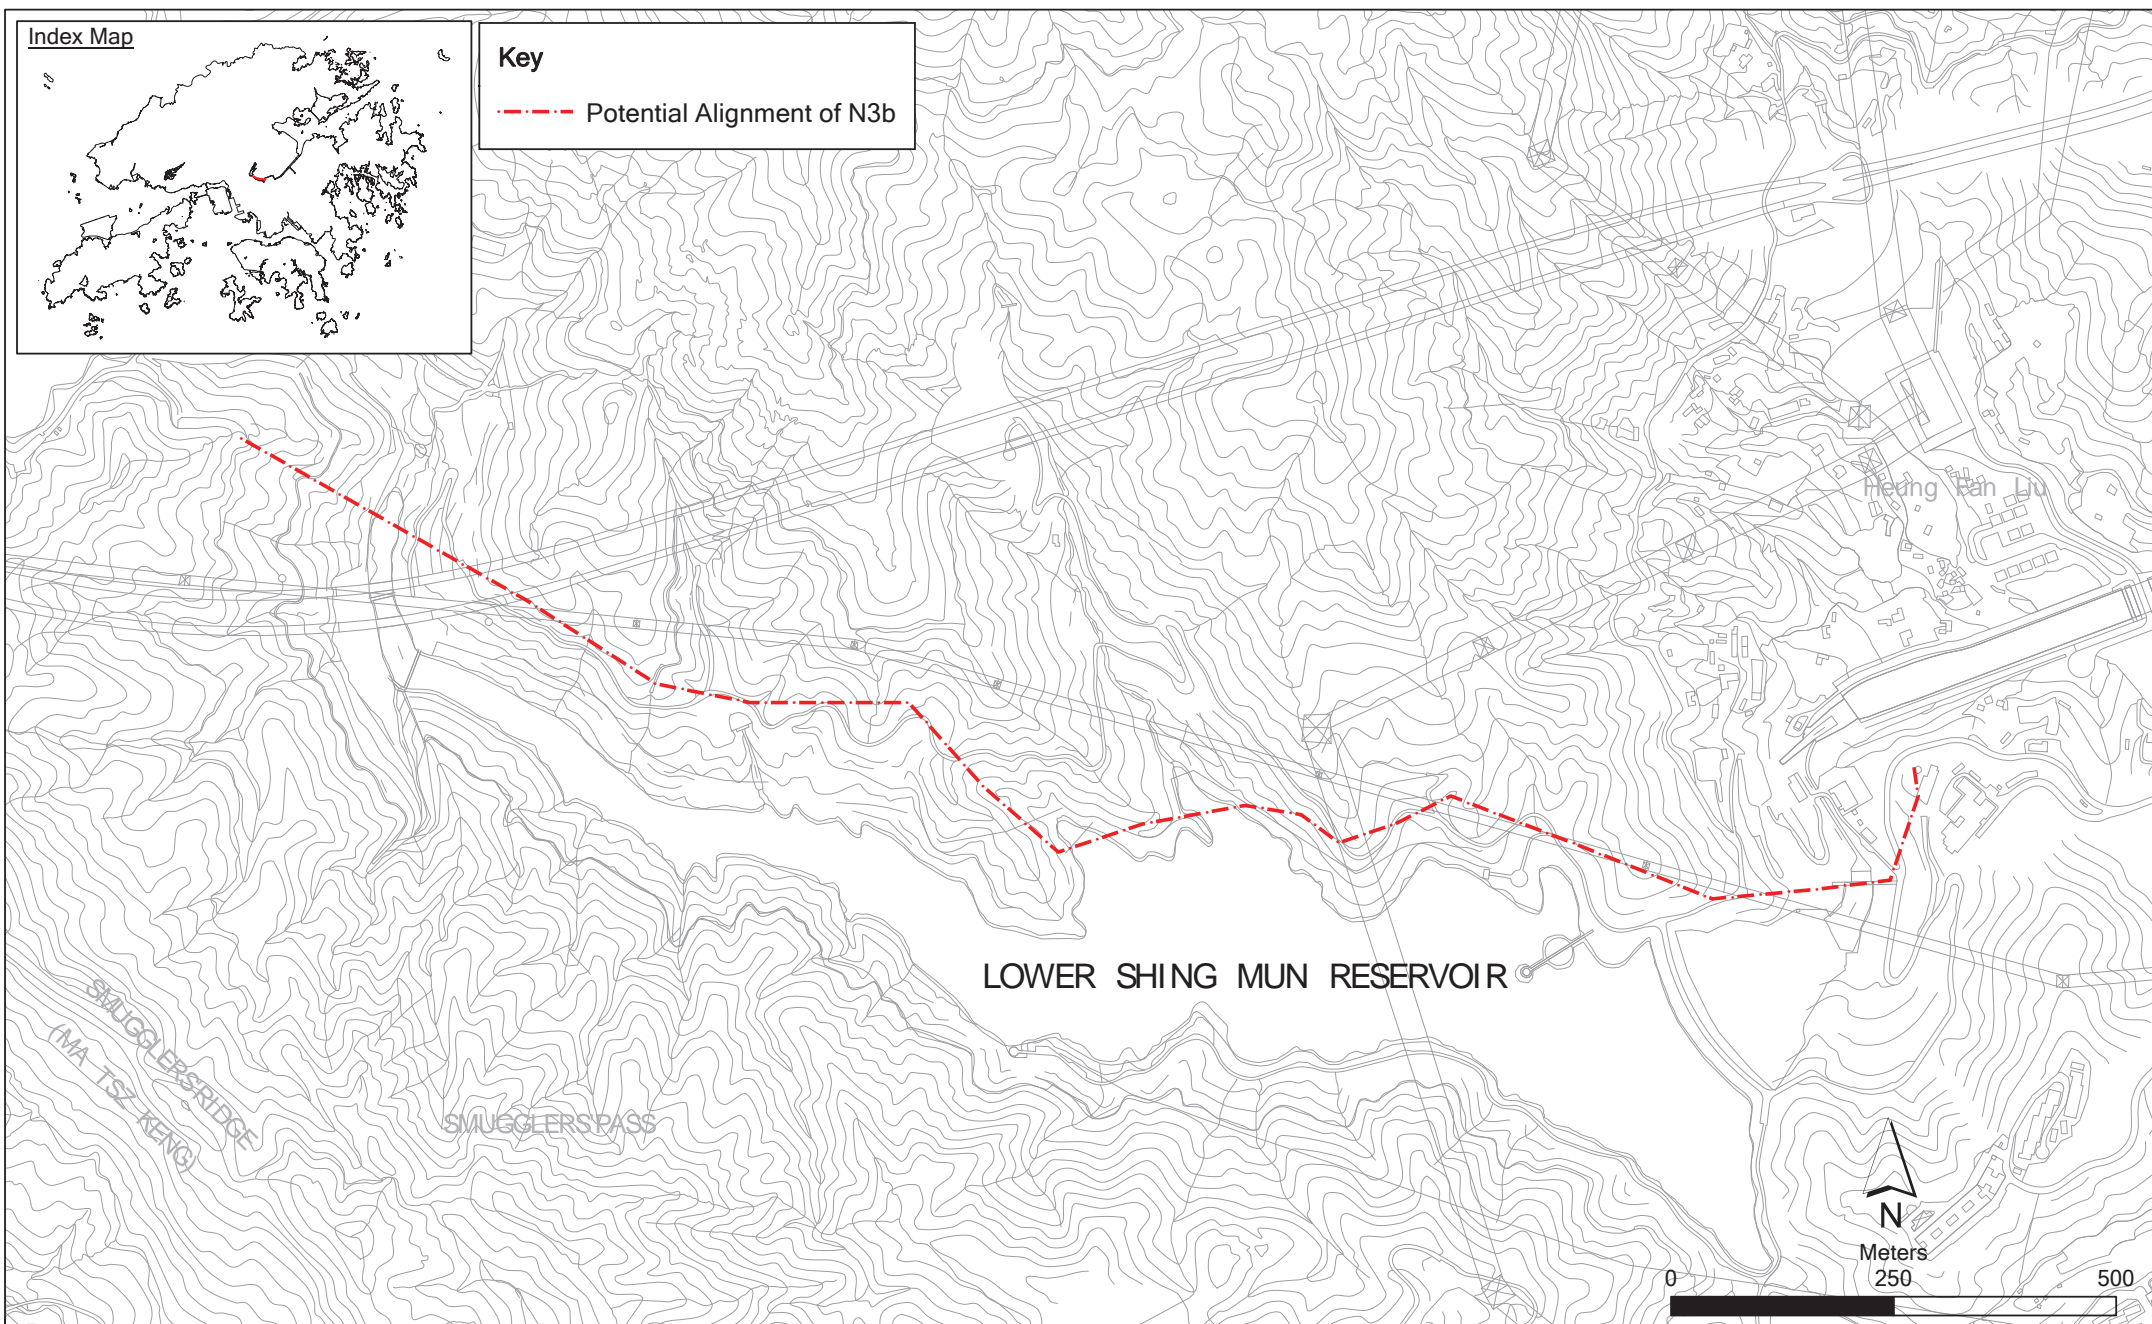 Index Map
Key
Potential Alignment of N3b
Heung Fan Liu
LOWER SHING MUN RESERVOIR
SMUGGLERS'RIDGE
(MA TSZ KENG)
SMUGGLERS'PASS
N
Meters
0 250 500